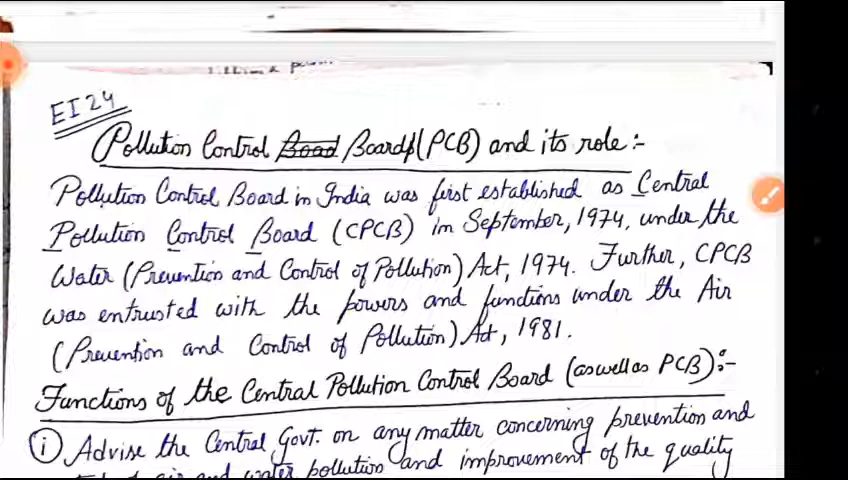 EI 24
Pollution Control Board (PCB) and its role :-
Pollution Control Board in India was first established as Central
Pollution Control Board (CPCB) in September, 1974, under the
Water (Prevention and Control of Pollution) Act, 1974. Further, CPCB
was entrusted with the powers and functions under the Air
(Prevention and Control of Pollution) Act, 1981.
Functions of the Central Pollution Control Board (as well as PCB) :-
(i) Advise the Central Govt. on any matter concerning prevention and
of air and water pollution and improvement of the quality